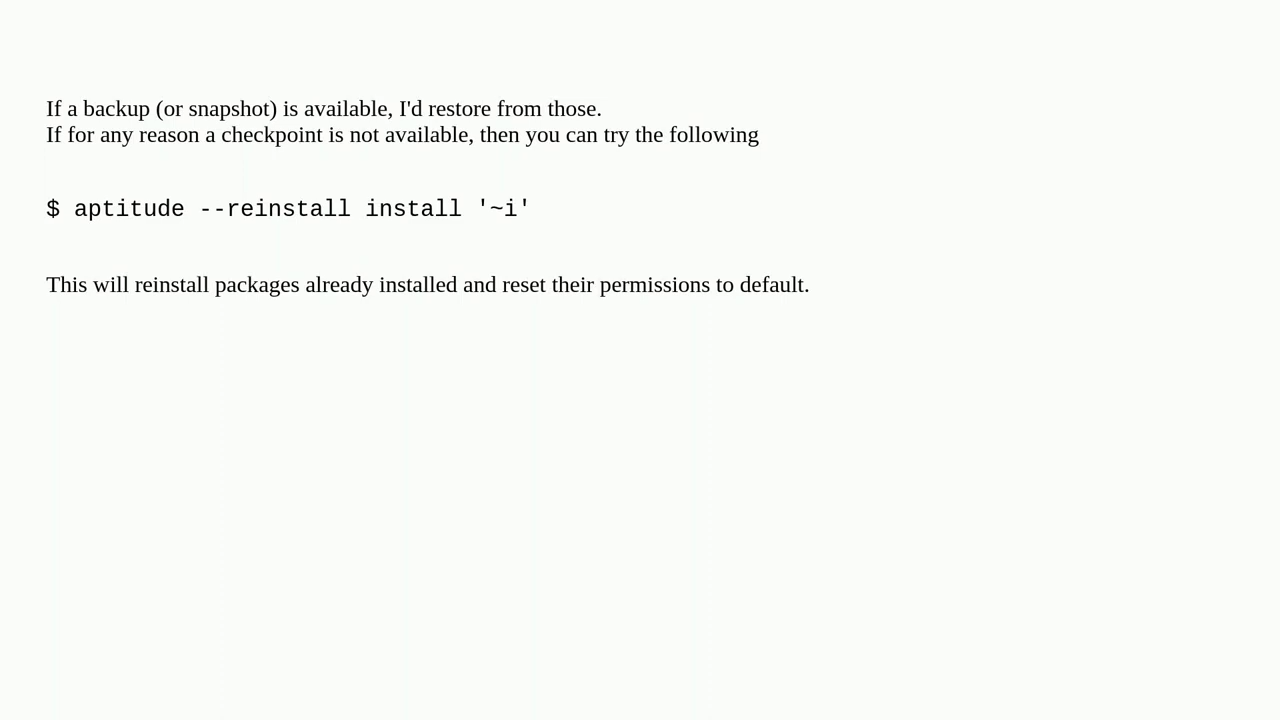 If a backup (or snapshot) is available, I'd restore from those.
If for any reason a checkpoint is not available, then you can try the following
$ aptitude --reinstall install '~i'
This will reinstall packages already installed and reset their permissions to default.